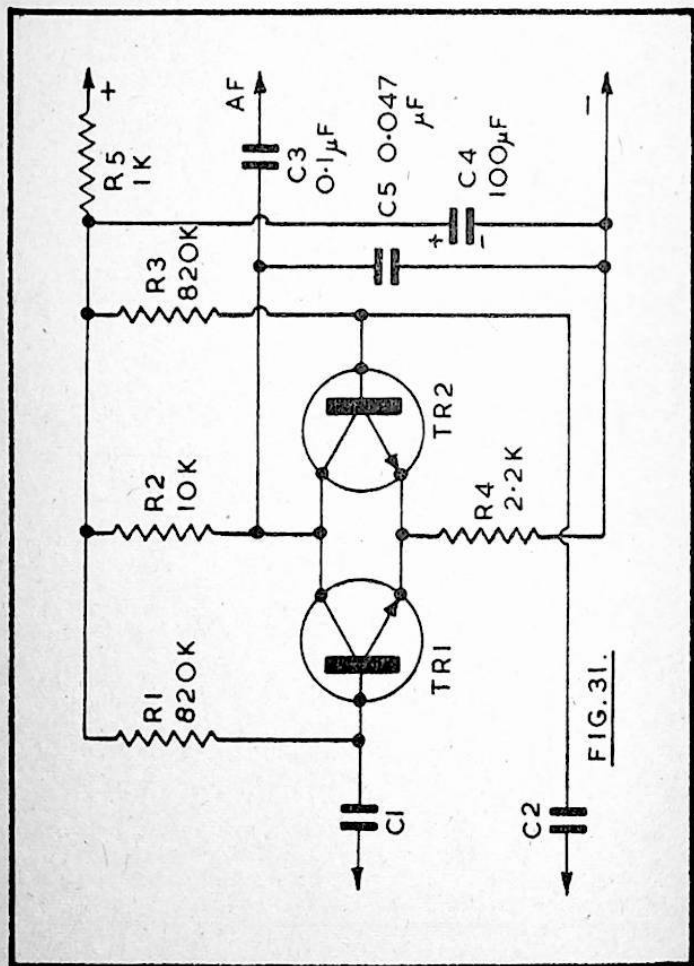 R1
820K
R2
10K
R3
820K
R5
1K
+
AF
C3
0·1µF
C5 0·047
µF
C4
100µF
+
-
C1
TR1
TR2
R4
2·2K
C2
-
FIG.31.